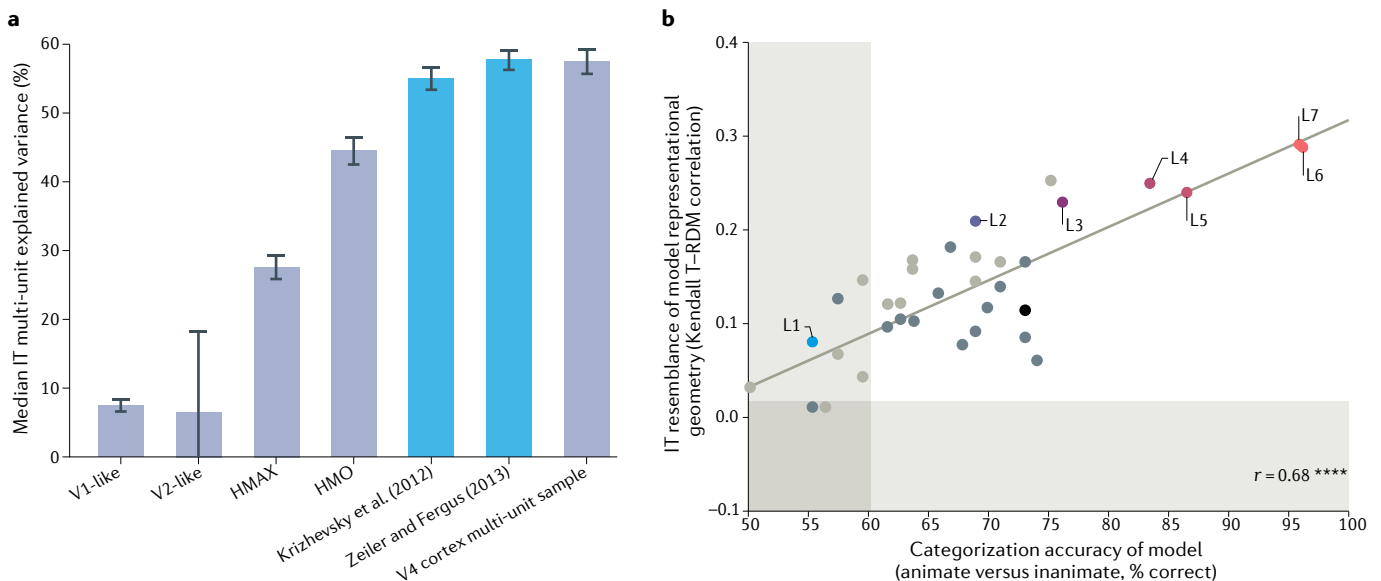 a
Median IT multi-unit explained variance (%)
60
50
40
30
20
10
0
V1-like
V2-like
HMAX
HMO
Krizhevsky et al. (2012)
Zeiler and Fergus (2013)
V4 cortex multi-unit sample
b
IT resemblance of model representational
geometry (Kendall T–RDM correlation)
0.4
0.3
0.2
0.1
0.0
–0.1
L1
L2
L3
L4
L5
L7
L6
r = 0.68 ****
50 55 60 65 70 75 80 85 90 95 100
Categorization accuracy of model
(animate versus inanimate, % correct)